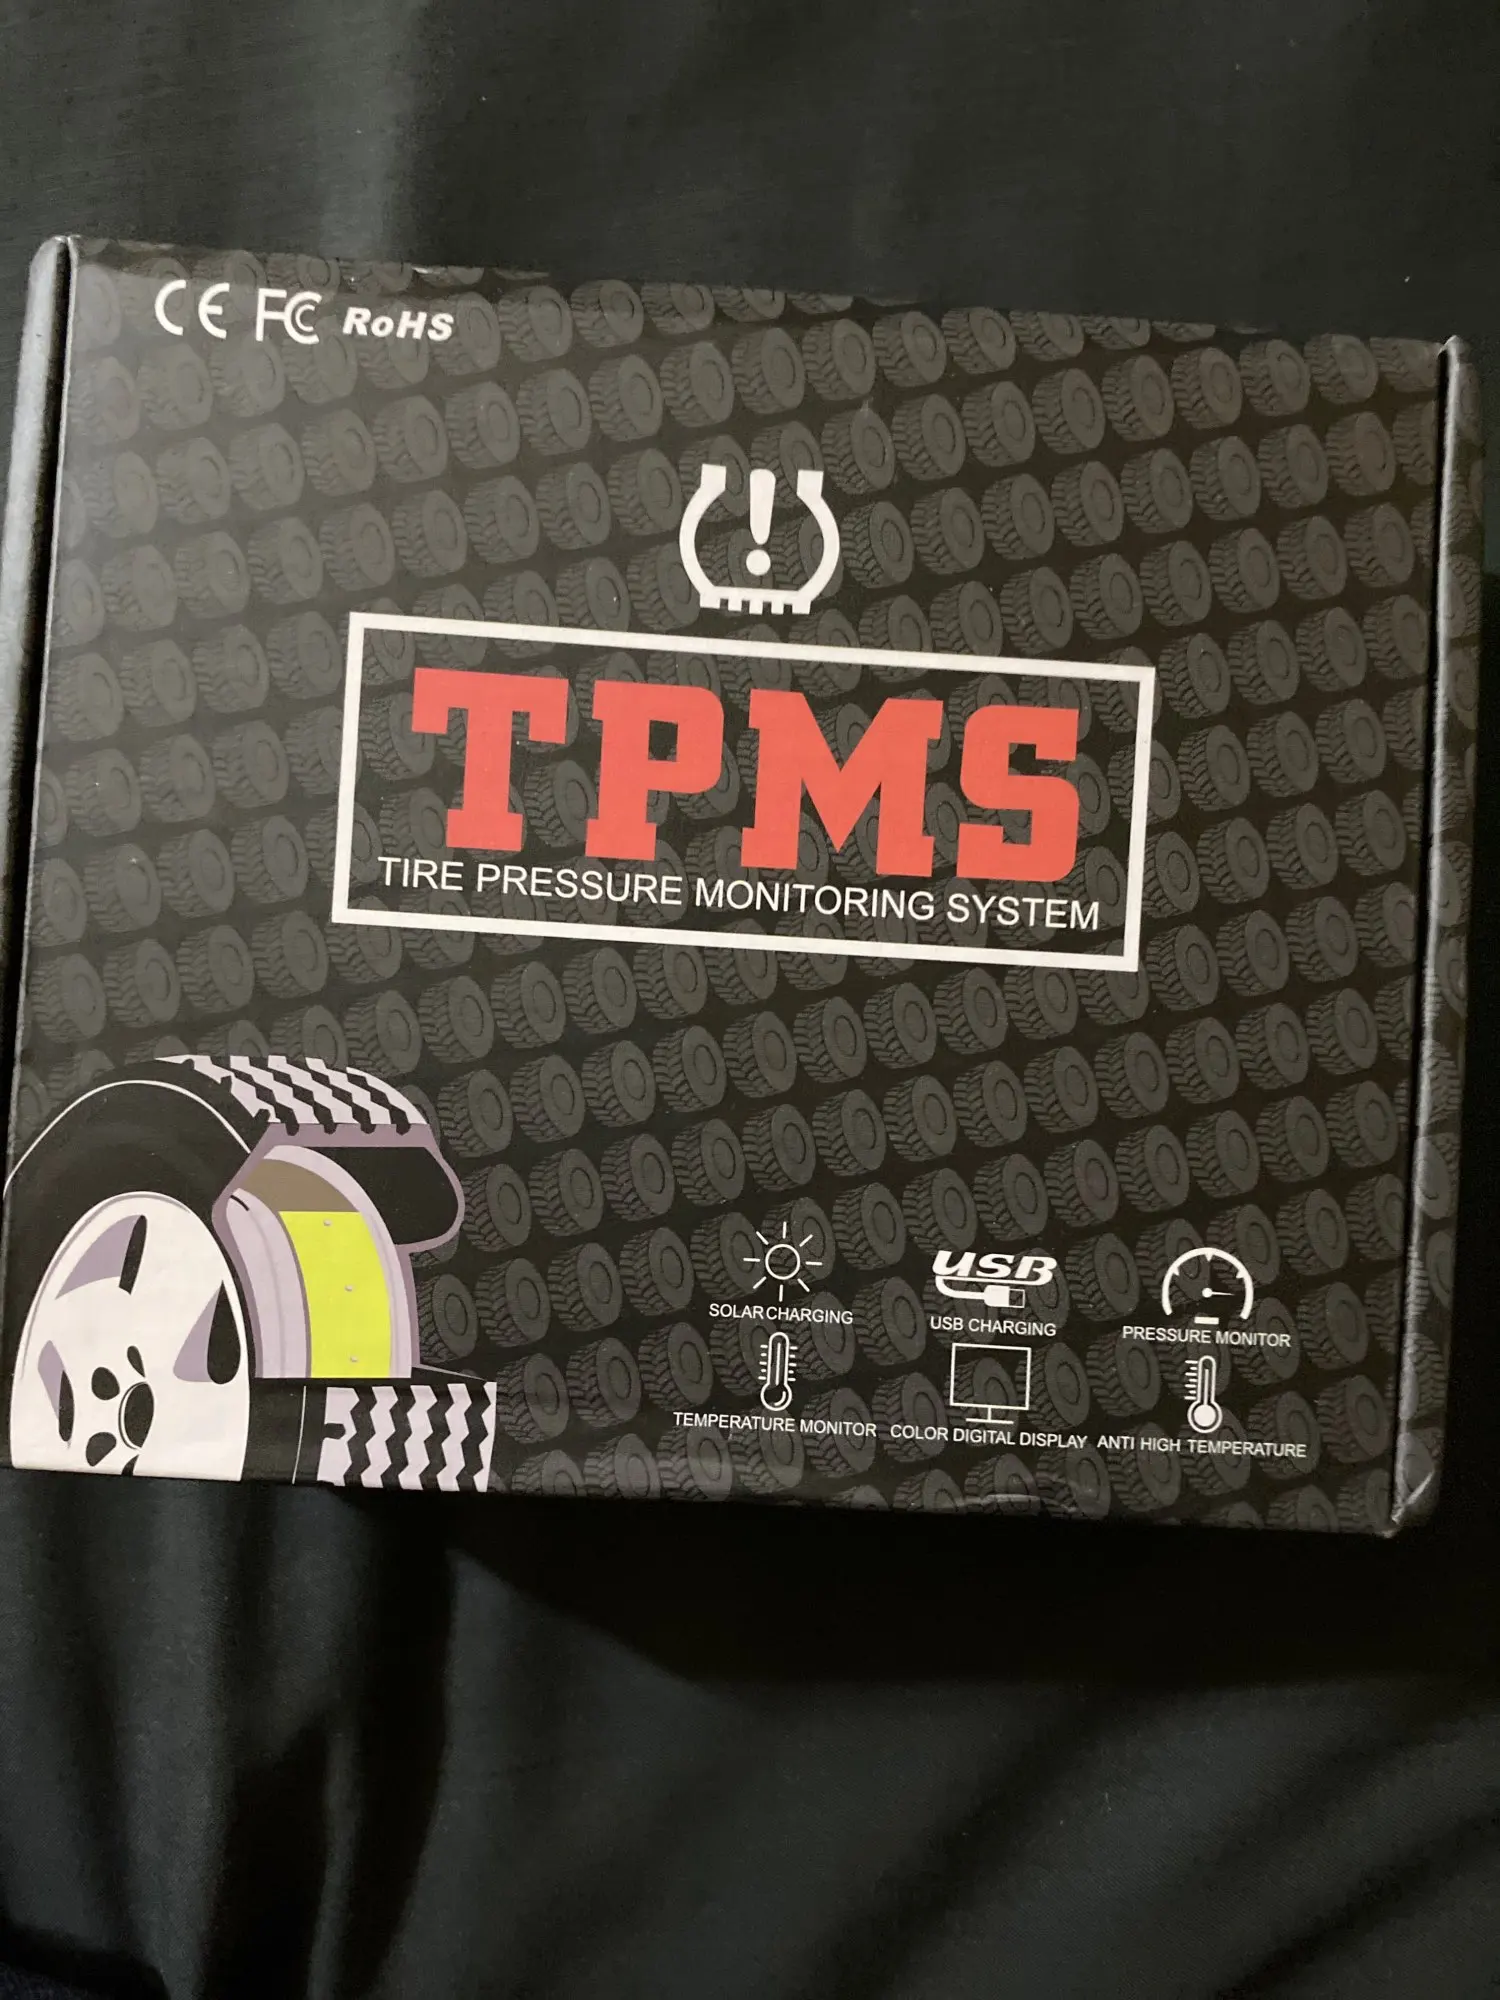 CE FC RoHS
TPMS
TIRE PRESSURE MONITORING SYSTEM
SOLAR CHARGING
USB
USB CHARGING
PRESSURE MONITOR
TEMPERATURE MONITOR
COLOR DIGITAL DISPLAY
ANTI HIGH TEMPERATURE